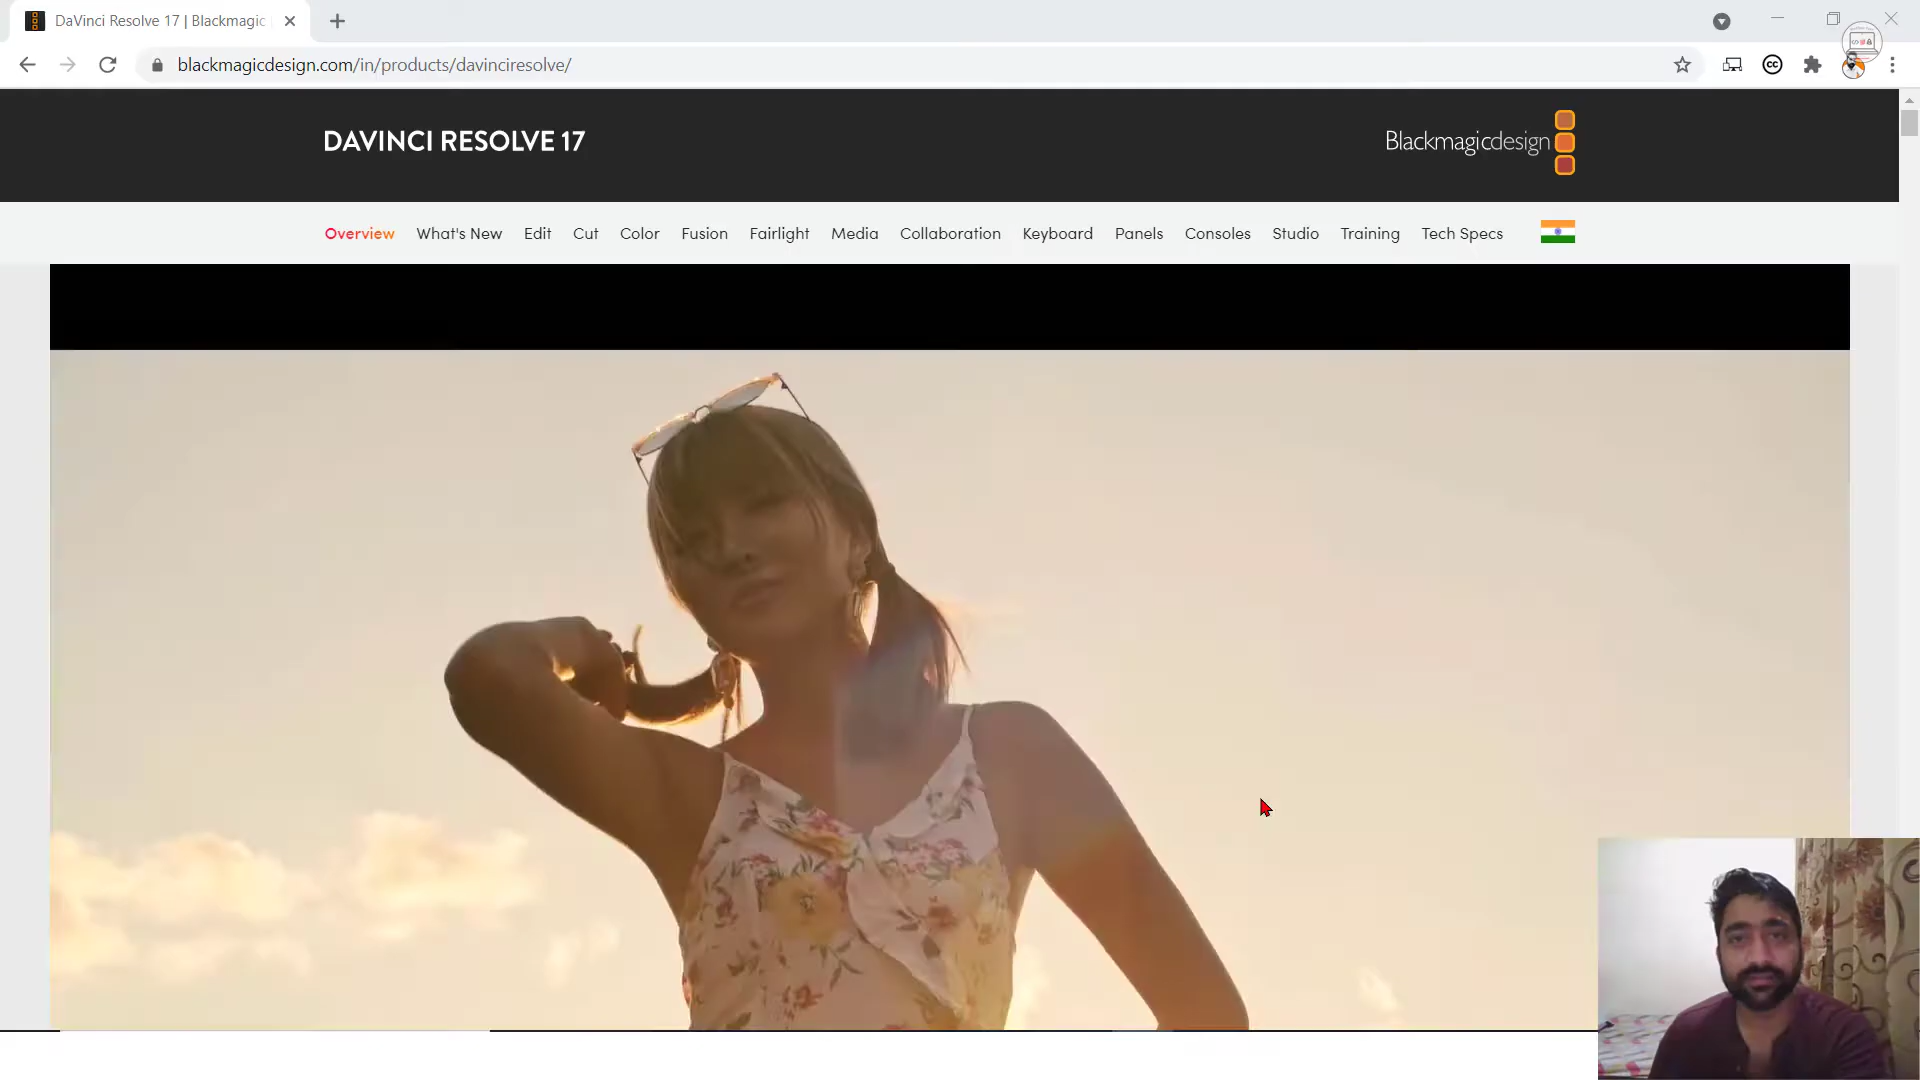 DaVinci Resolve 17 | Blackmagic
blackmagicdesign.com/in/products/davinciresolve/
DAVINCI RESOLVE 17
Blackmagicdesign
Overview What's New Edit Cut Color Fusion Fairlight Media Collaboration Keyboard Panels Consoles Studio Training Tech Specs